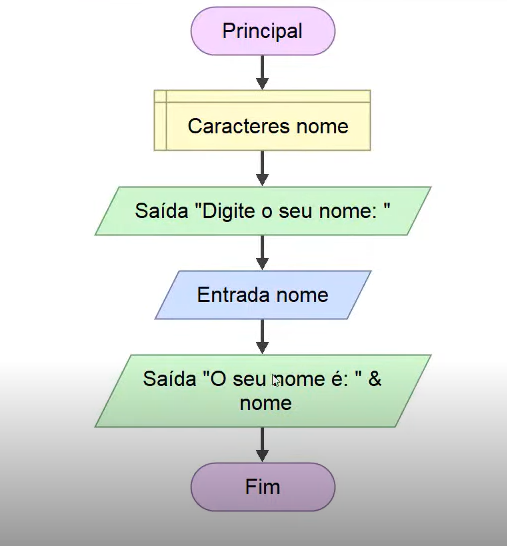 Principal
Caracteres nome
Saída "Digite o seu nome: "
Entrada nome
Saída "O seu nome é: " &
nome
Fim